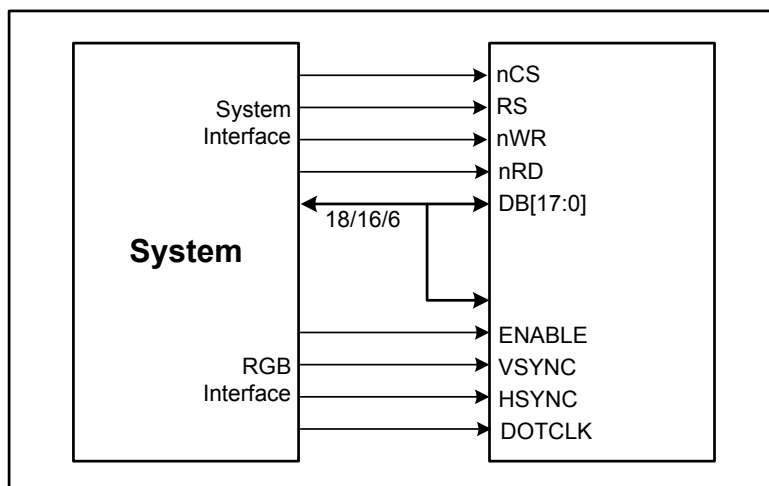 System
Interface
18/16/6
System
RGB
Interface
nCS
RS
nWR
nRD
DB[17:0]
ENABLE
VSYNC
HSYNC
DOTCLK